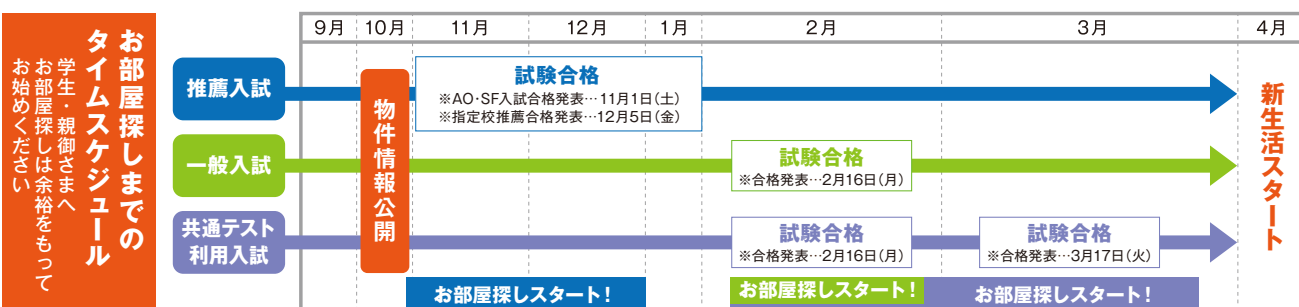 お部屋探しまでの
タイムスケジュール
学生・親御さまへ
お部屋探しは余裕をもって
お始めください
9月 10月 11月 12月 1月 2月 3月 4月
推薦入試
試験合格
※AO・SF入試合格発表…11月1日(土)
※指定校推薦合格発表…12月5日(金)
物件情報公開
一般入試
試験合格
※合格発表…2月16日(月)
共通テスト
利用入試
試験合格
※合格発表…2月16日(月)
試験合格
※合格発表…3月17日(火)
新生活スタート
お部屋探しスタート!
お部屋探しスタート!
お部屋探しスタート!